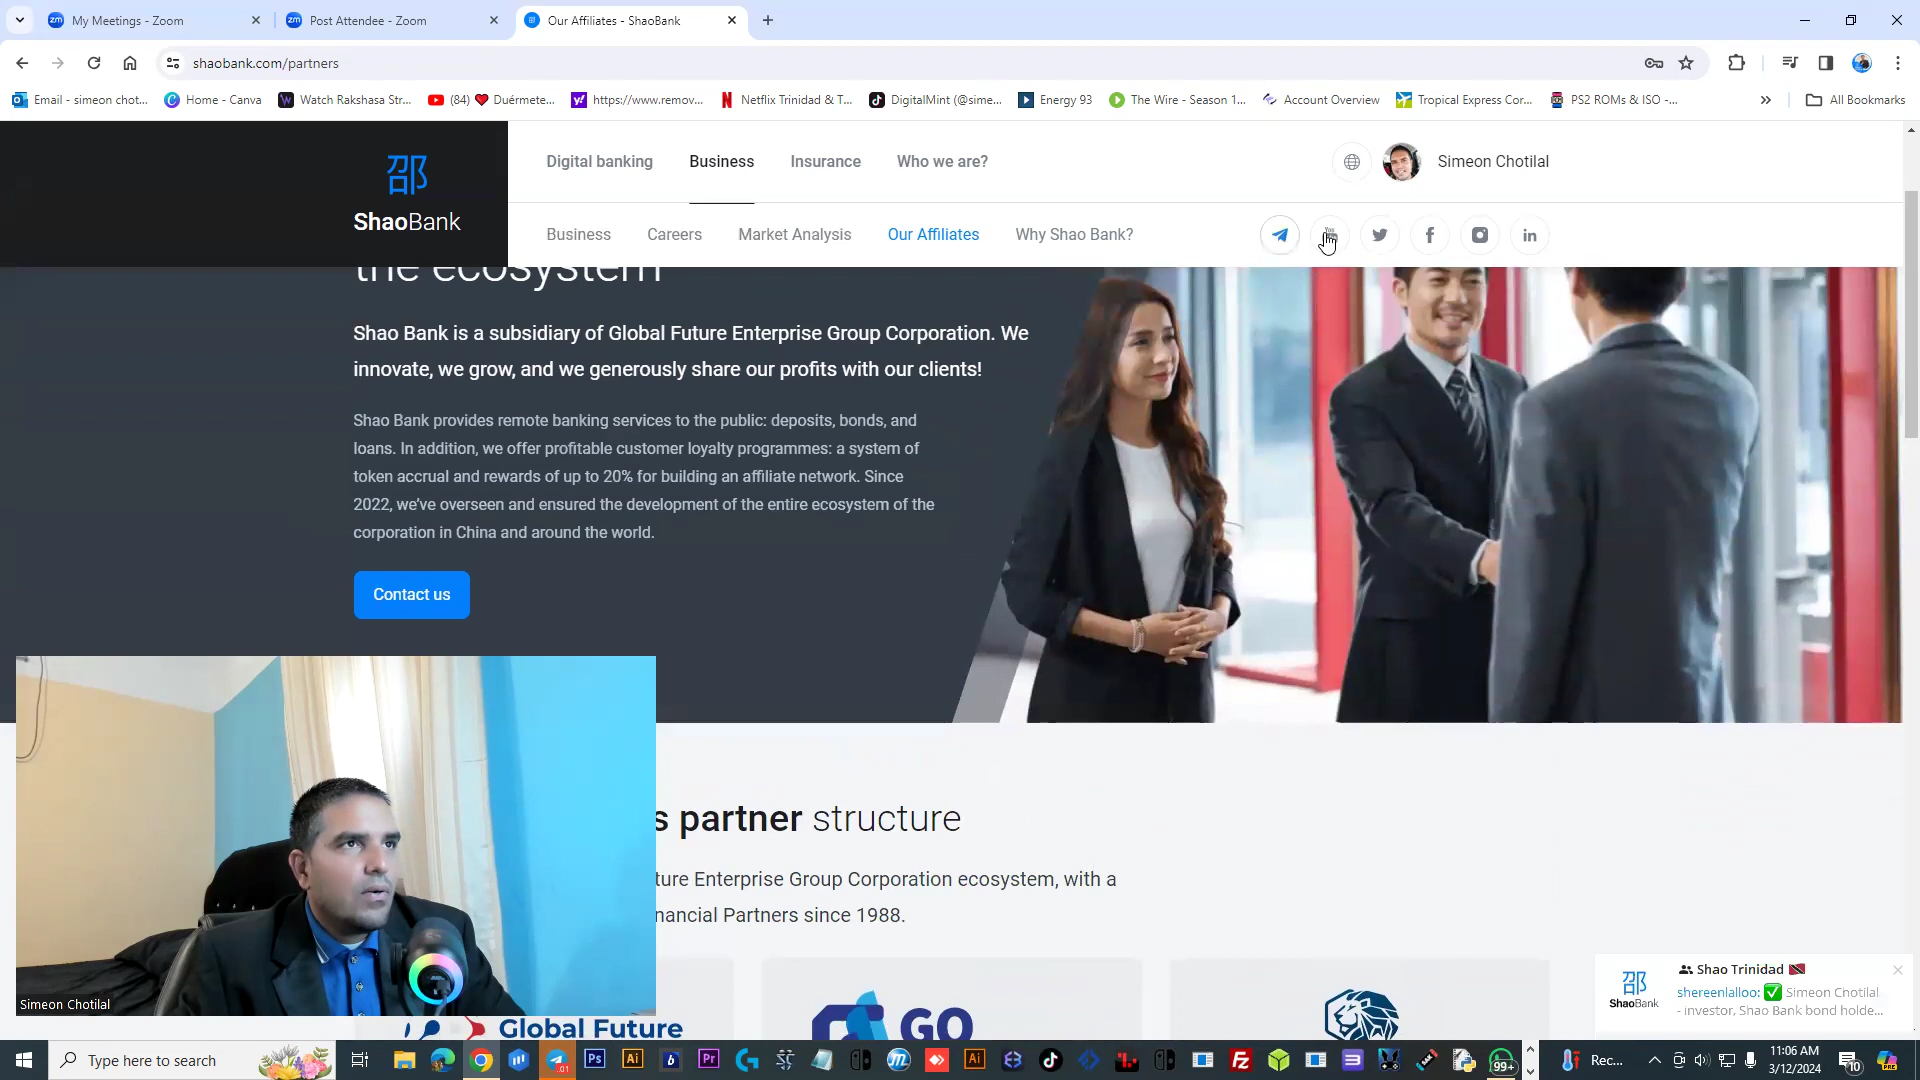 My Meetings - Zoom
Post Attendee - Zoom
Our Affiliates - ShaoBank
shaobank.com/partners
Email - simeon chot...
Home - Canva
Watch Rakshasa Str...
(84) ❤ Duérmete...
https://www.remov...
Netflix Trinidad & T...
DigitalMint (@sime...
Energy 93
The Wire - Season 1...
Account Overview
Tropical Express Cor...
PS2 ROMs & ISO -...
All Bookmarks
邵
ShaoBank
Digital banking
Business
Insurance
Who we are?
Simeon Chotilal
Business
Careers
Market Analysis
Our Affiliates
Why Shao Bank?
the ecosystem
Shao Bank is a subsidiary of Global Future Enterprise Group Corporation. We
innovate, we grow, and we generously share our profits with our clients!
Shao Bank provides remote banking services to the public: deposits, bonds, and
loans. In addition, we offer profitable customer loyalty programmes: a system of
token accrual and rewards of up to 20% for building an affiliate network. Since
2022, we've overseen and ensured the development of the entire ecosystem of the
corporation in China and around the world.
Contact us
s partner structure
ture Enterprise Group Corporation ecosystem, with a
nancial Partners since 1988.
Global Future
GO
Simeon Chotilal
邵
ShaoBank
Shao Trinidad
shereenlalloo: ✅ Simeon Chotilal
- investor, Shao Bank bond holde...
Type here to search
Rec...
11:06 AM
3/12/2024